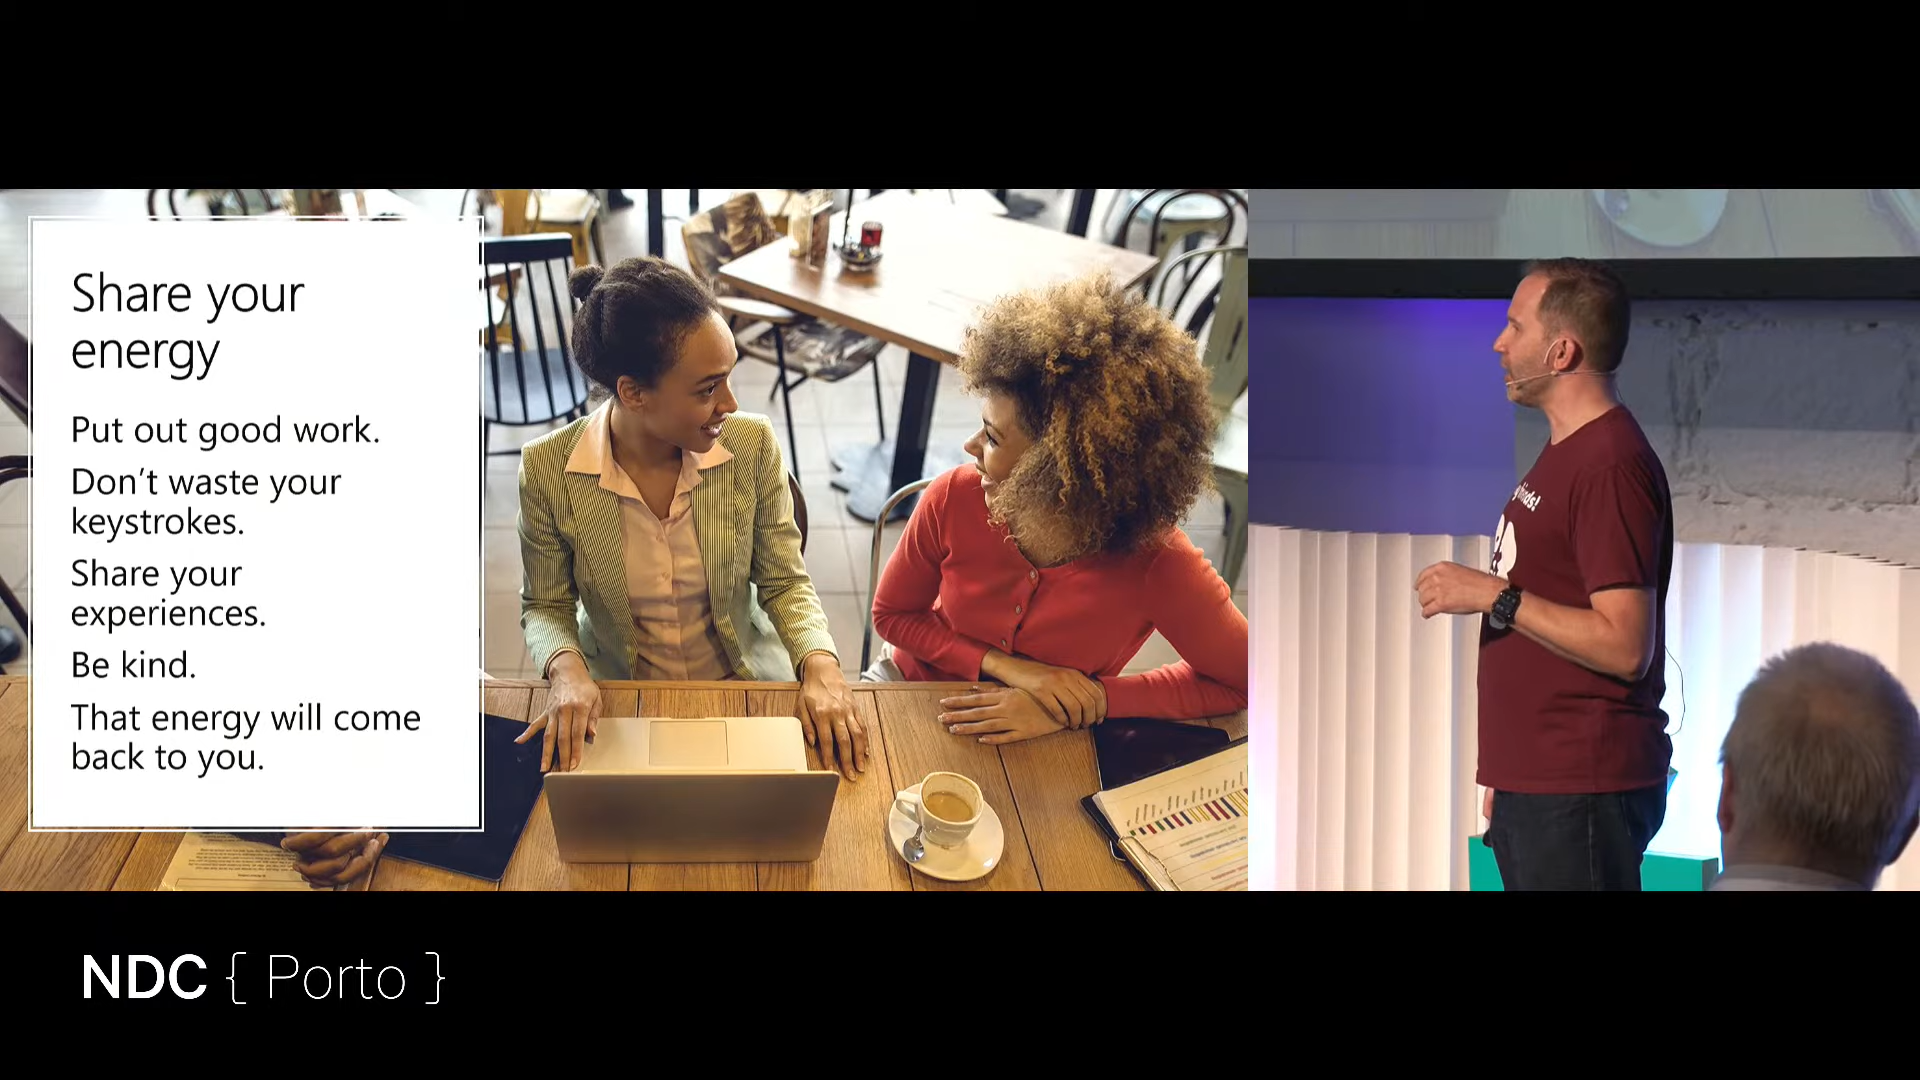 Share your
energy
Put out good work.
Don't waste your
keystrokes.
Share your
experiences.
Be kind.
That energy will come
back to you.
NDC { Porto }